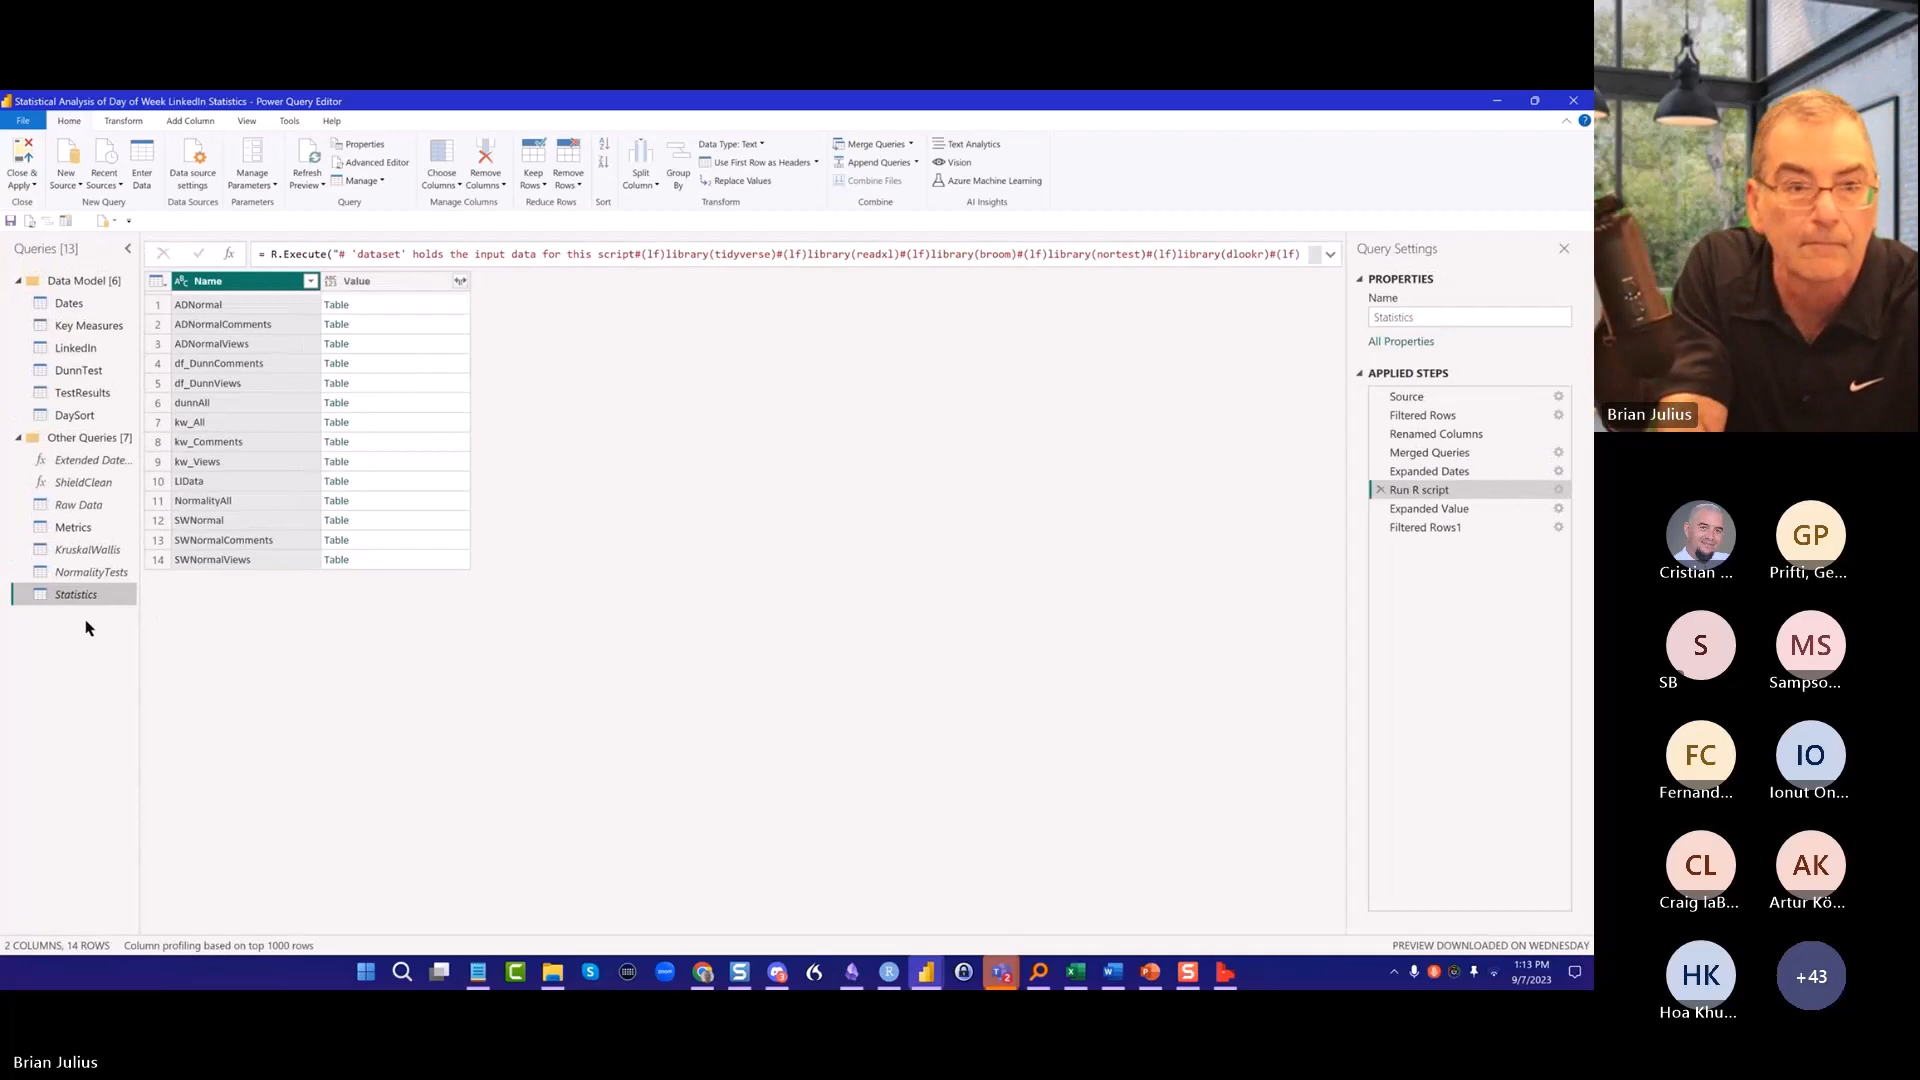 Statistical Analysis of Day of Week LinkedIn Statistics - Power Query Editor
File Home Transform Add Column View Tools Help
Close & Apply
New Source
Recent Sources
Enter Data
Data source settings
Manage Parameters
Refresh Preview
Properties
Advanced Editor
Manage
Choose Columns
Remove Columns
Keep Rows
Remove Rows
Split Column
Group By
Data Type: Text
Use First Row as Headers
Replace Values
Merge Queries
Append Queries
Combine Files
Text Analytics
Vision
Azure Machine Learning
Close New Query Data Sources Parameters Query Manage Columns Reduce Rows Sort Transform Combine AI Insights
Queries [13]
Data Model [6]
Dates
Key Measures
LinkedIn
DunnTest
TestResults
DaySort
Other Queries [7]
Extended Date...
ShieldClean
Raw Data
Metrics
KruskalWallis
NormalityTests
Statistics
fx = R.Execute("# 'dataset' holds the input data for this script#(lf)library(tidyverse)#(lf)library(readxl)#(lf)library(broom)#(lf)library(nortest)#(lf)library(dlookr)#(lf)
Name Value
1 ADNormal Table
2 ADNormalComments Table
3 ADNormalViews Table
4 df_DunnComments Table
5 df_DunnViews Table
6 dunnAll Table
7 kw_All Table
8 kw_Comments Table
9 kw_Views Table
10 LIData Table
11 NormalityAll Table
12 SWNormal Table
13 SWNormalComments Table
14 SWNormalViews Table
Query Settings
PROPERTIES
Name
Statistics
All Properties
APPLIED STEPS
Source
Filtered Rows
Renamed Columns
Merged Queries
Expanded Dates
Run R script
Expanded Value
Filtered Rows1
2 COLUMNS, 14 ROWS Column profiling based on top 1000 rows
PREVIEW DOWNLOADED ON WEDNESDAY
1:13 PM
9/7/2023
Brian Julius
Cristian ...
GP
Prifti, Ge...
S
SB
MS
Sampso...
FC
Fernand...
IO
Ionut On...
CL
Craig laB...
AK
Artur Kö...
HK
Hoa Khu...
+43
Brian Julius